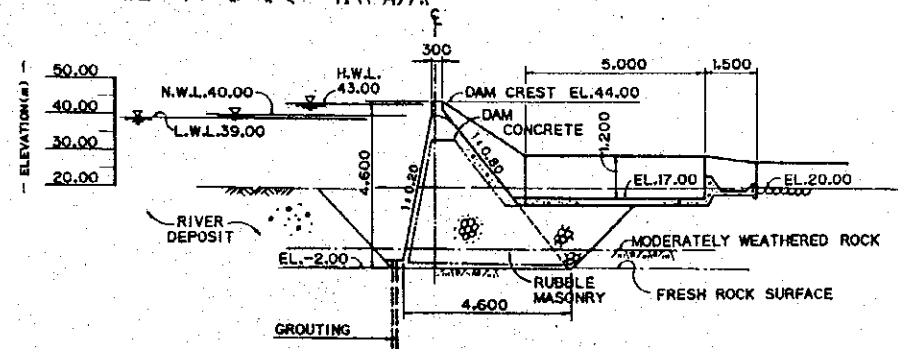 ℄
300
5.000
1.500
— ELEVATION(m) —
50.00
40.00
30.00
20.00
N.W.L.40.00
H.W.L.
43.00
L.W.L.39.00
DAM CREST EL.44.00
DAM
CONCRETE
1:0.20
1:0.80
4.600
1.200
EL.17.00
EL.20.00
RIVER
DEPOSIT
EL.-2.00
MODERATELY WEATHERED ROCK
RUBBLE
MASONRY
FRESH ROCK SURFACE
4.600
GROUTING